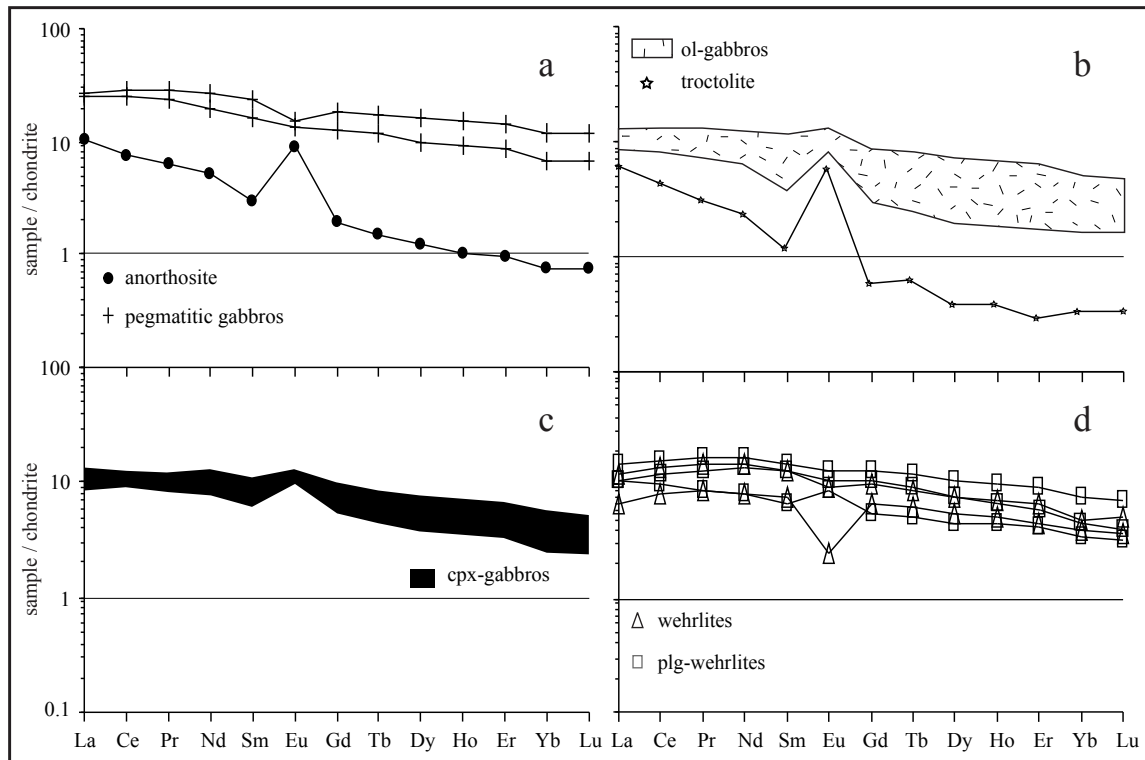 100
10
1
100
10
1
0.1
sample / chondrite
sample / chondrite
a
anorthosite
pegmatitic gabbros
b
ol-gabbros
troctolite
c
cpx-gabbros
d
wehrlites
plg-wehrlites
La Ce Pr Nd Sm Eu Gd Tb Dy Ho Er Yb Lu
La Ce Pr Nd Sm Eu Gd Tb Dy Ho Er Yb Lu